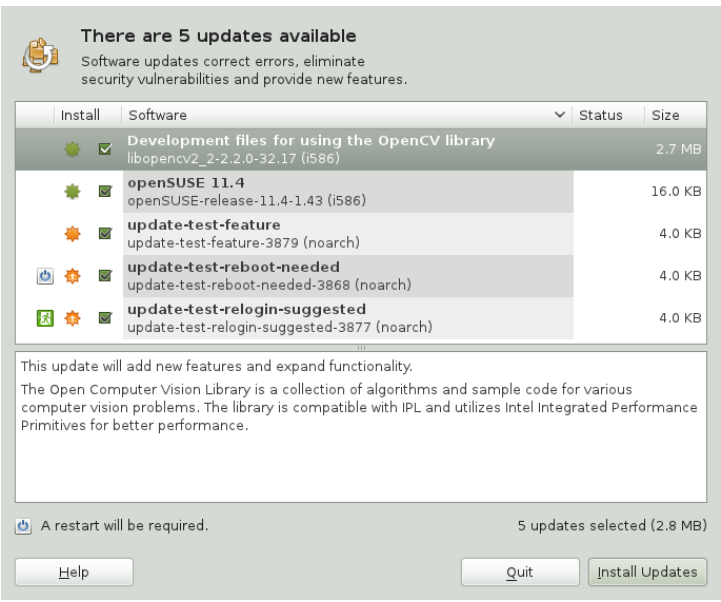 There are 5 updates available
Software updates correct errors, eliminate
security vulnerabilities and provide new features.
Install Software Status Size
Development files for using the OpenCV library
libopencv2_2-2.2.0-32.17 (i586)
2.7 MB
openSUSE 11.4
openSUSE-release-11.4-1.43 (i586)
16.0 KB
update-test-feature
update-test-feature-3879 (noarch)
4.0 KB
update-test-reboot-needed
update-test-reboot-needed-3868 (noarch)
4.0 KB
update-test-relogin-suggested
update-test-relogin-suggested-3877 (noarch)
4.0 KB
This update will add new features and expand functionality.
The Open Computer Vision Library is a collection of algorithms and sample code for various
computer vision problems. The library is compatible with IPL and utilizes Intel Integrated Performance
Primitives for better performance.
A restart will be required. 5 updates selected (2.8 MB)
Help Quit Install Updates